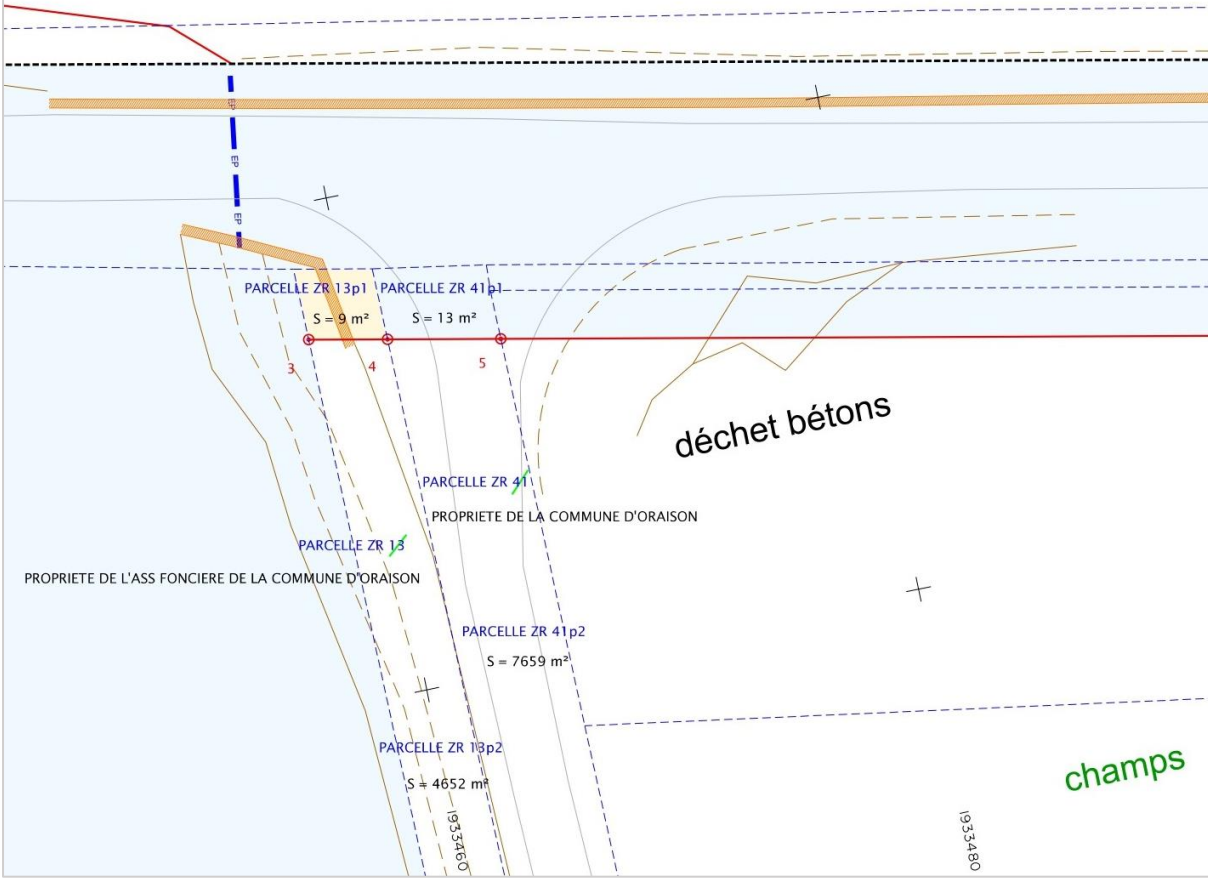 EP
EP
EP
PARCELLE ZR 13p1
PARCELLE ZR 41p1
S = 9 m²
S = 13 m²
3
4
5
déchet bétons
PARCELLE ZR 41
PROPRIETE DE LA COMMUNE D'ORAISON
PARCELLE ZR 13
PROPRIETE DE L'ASS FONCIERE DE LA COMMUNE D'ORAISON
PARCELLE ZR 41p2
S = 7659 m²
PARCELLE ZR 13p2
S = 4652 m²
champs
1933460
1933480